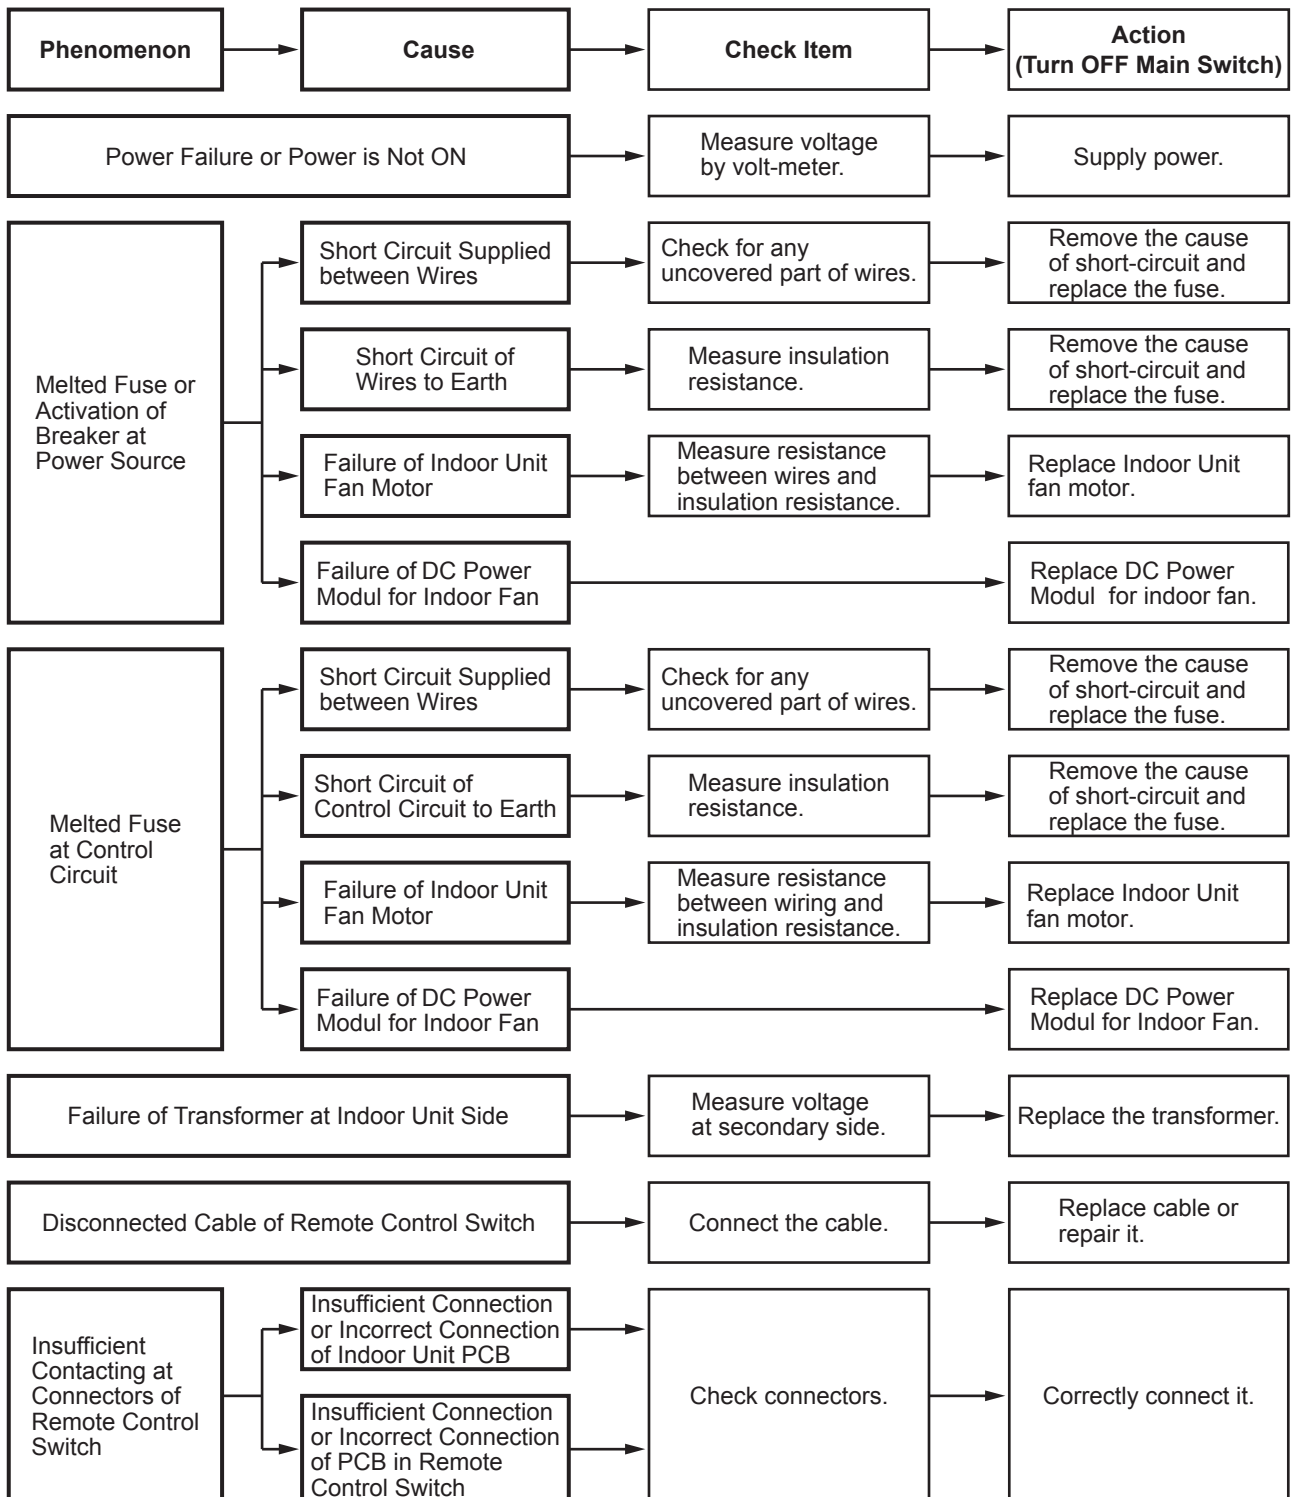 Phenomenon
Cause
Check Item
Action
(Turn OFF Main Switch)
Power Failure or Power is Not ON
Measure voltage
by volt-meter.
Supply power.
Melted Fuse or
Activation of
Breaker at
Power Source
Short Circuit Supplied
between Wires
Check for any
uncovered part of wires.
Remove the cause
of short-circuit and
replace the fuse.
Short Circuit of
Wires to Earth
Measure insulation
resistance.
Remove the cause
of short-circuit and
replace the fuse.
Failure of Indoor Unit
Fan Motor
Measure resistance
between wires and
insulation resistance.
Replace Indoor Unit
fan motor.
Failure of DC Power
Modul for Indoor Fan
Replace DC Power
Modul for indoor fan.
Melted Fuse
at Control
Circuit
Short Circuit Supplied
between Wires
Check for any
uncovered part of wires.
Remove the cause
of short-circuit and
replace the fuse.
Short Circuit of
Control Circuit to Earth
Measure insulation
resistance.
Remove the cause
of short-circuit and
replace the fuse.
Failure of Indoor Unit
Fan Motor
Measure resistance
between wiring and
insulation resistance.
Replace Indoor Unit
fan motor.
Failure of DC Power
Modul for Indoor Fan
Replace DC Power
Modul for Indoor Fan.
Failure of Transformer at Indoor Unit Side
Measure voltage
at secondary side.
Replace the transformer.
Disconnected Cable of Remote Control Switch
Connect the cable.
Replace cable or
repair it.
Insufficient
Contacting at
Connectors of
Remote Control
Switch
Insufficient Connection
or Incorrect Connection
of Indoor Unit PCB
Insufficient Connection
or Incorrect Connection
of PCB in Remote
Control Switch
Check connectors.
Correctly connect it.